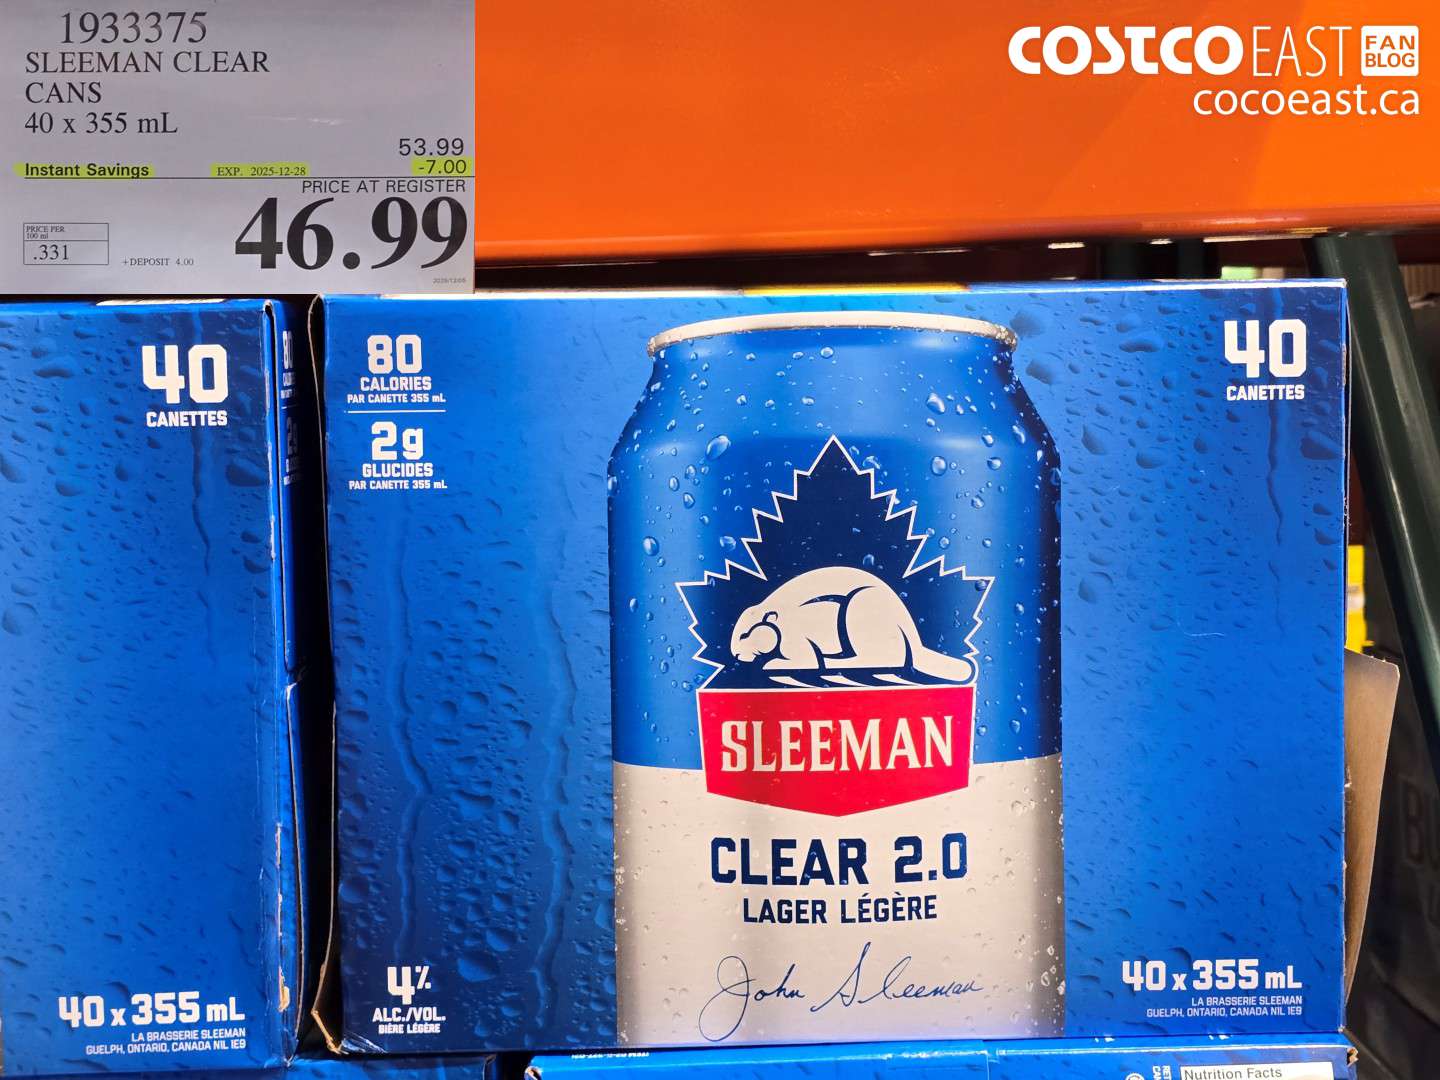 1933375
SLEEMAN CLEAR
CANS
40 x 355 mL
53.99
Instant Savings EXP. 2025-12-28 -7.00
PRICE AT REGISTER
46.99
PRICE PER
100 ml
.331
+DEPOSIT 4.00
COSTCO EAST FAN BLOG
cocoeast.ca
40
CANETTES
40 x 355 mL
LA BRASSERIE SLEEMAN
GUELPH, ONTARIO, CANADA N1L 1E9
80
CALORIES
PAR CANETTE 355 mL
2g
GLUCIDES
PAR CANETTE 355 mL
40
CANETTES
SLEEMAN
CLEAR 2.0
LAGER LÉGÈRE
John Sleeman
4%
ALC./VOL.
BIÈRE LÉGÈRE
40 x 355 mL
LA BRASSERIE SLEEMAN
GUELPH, ONTARIO, CANADA N1L 1E9
Nutrition Facts